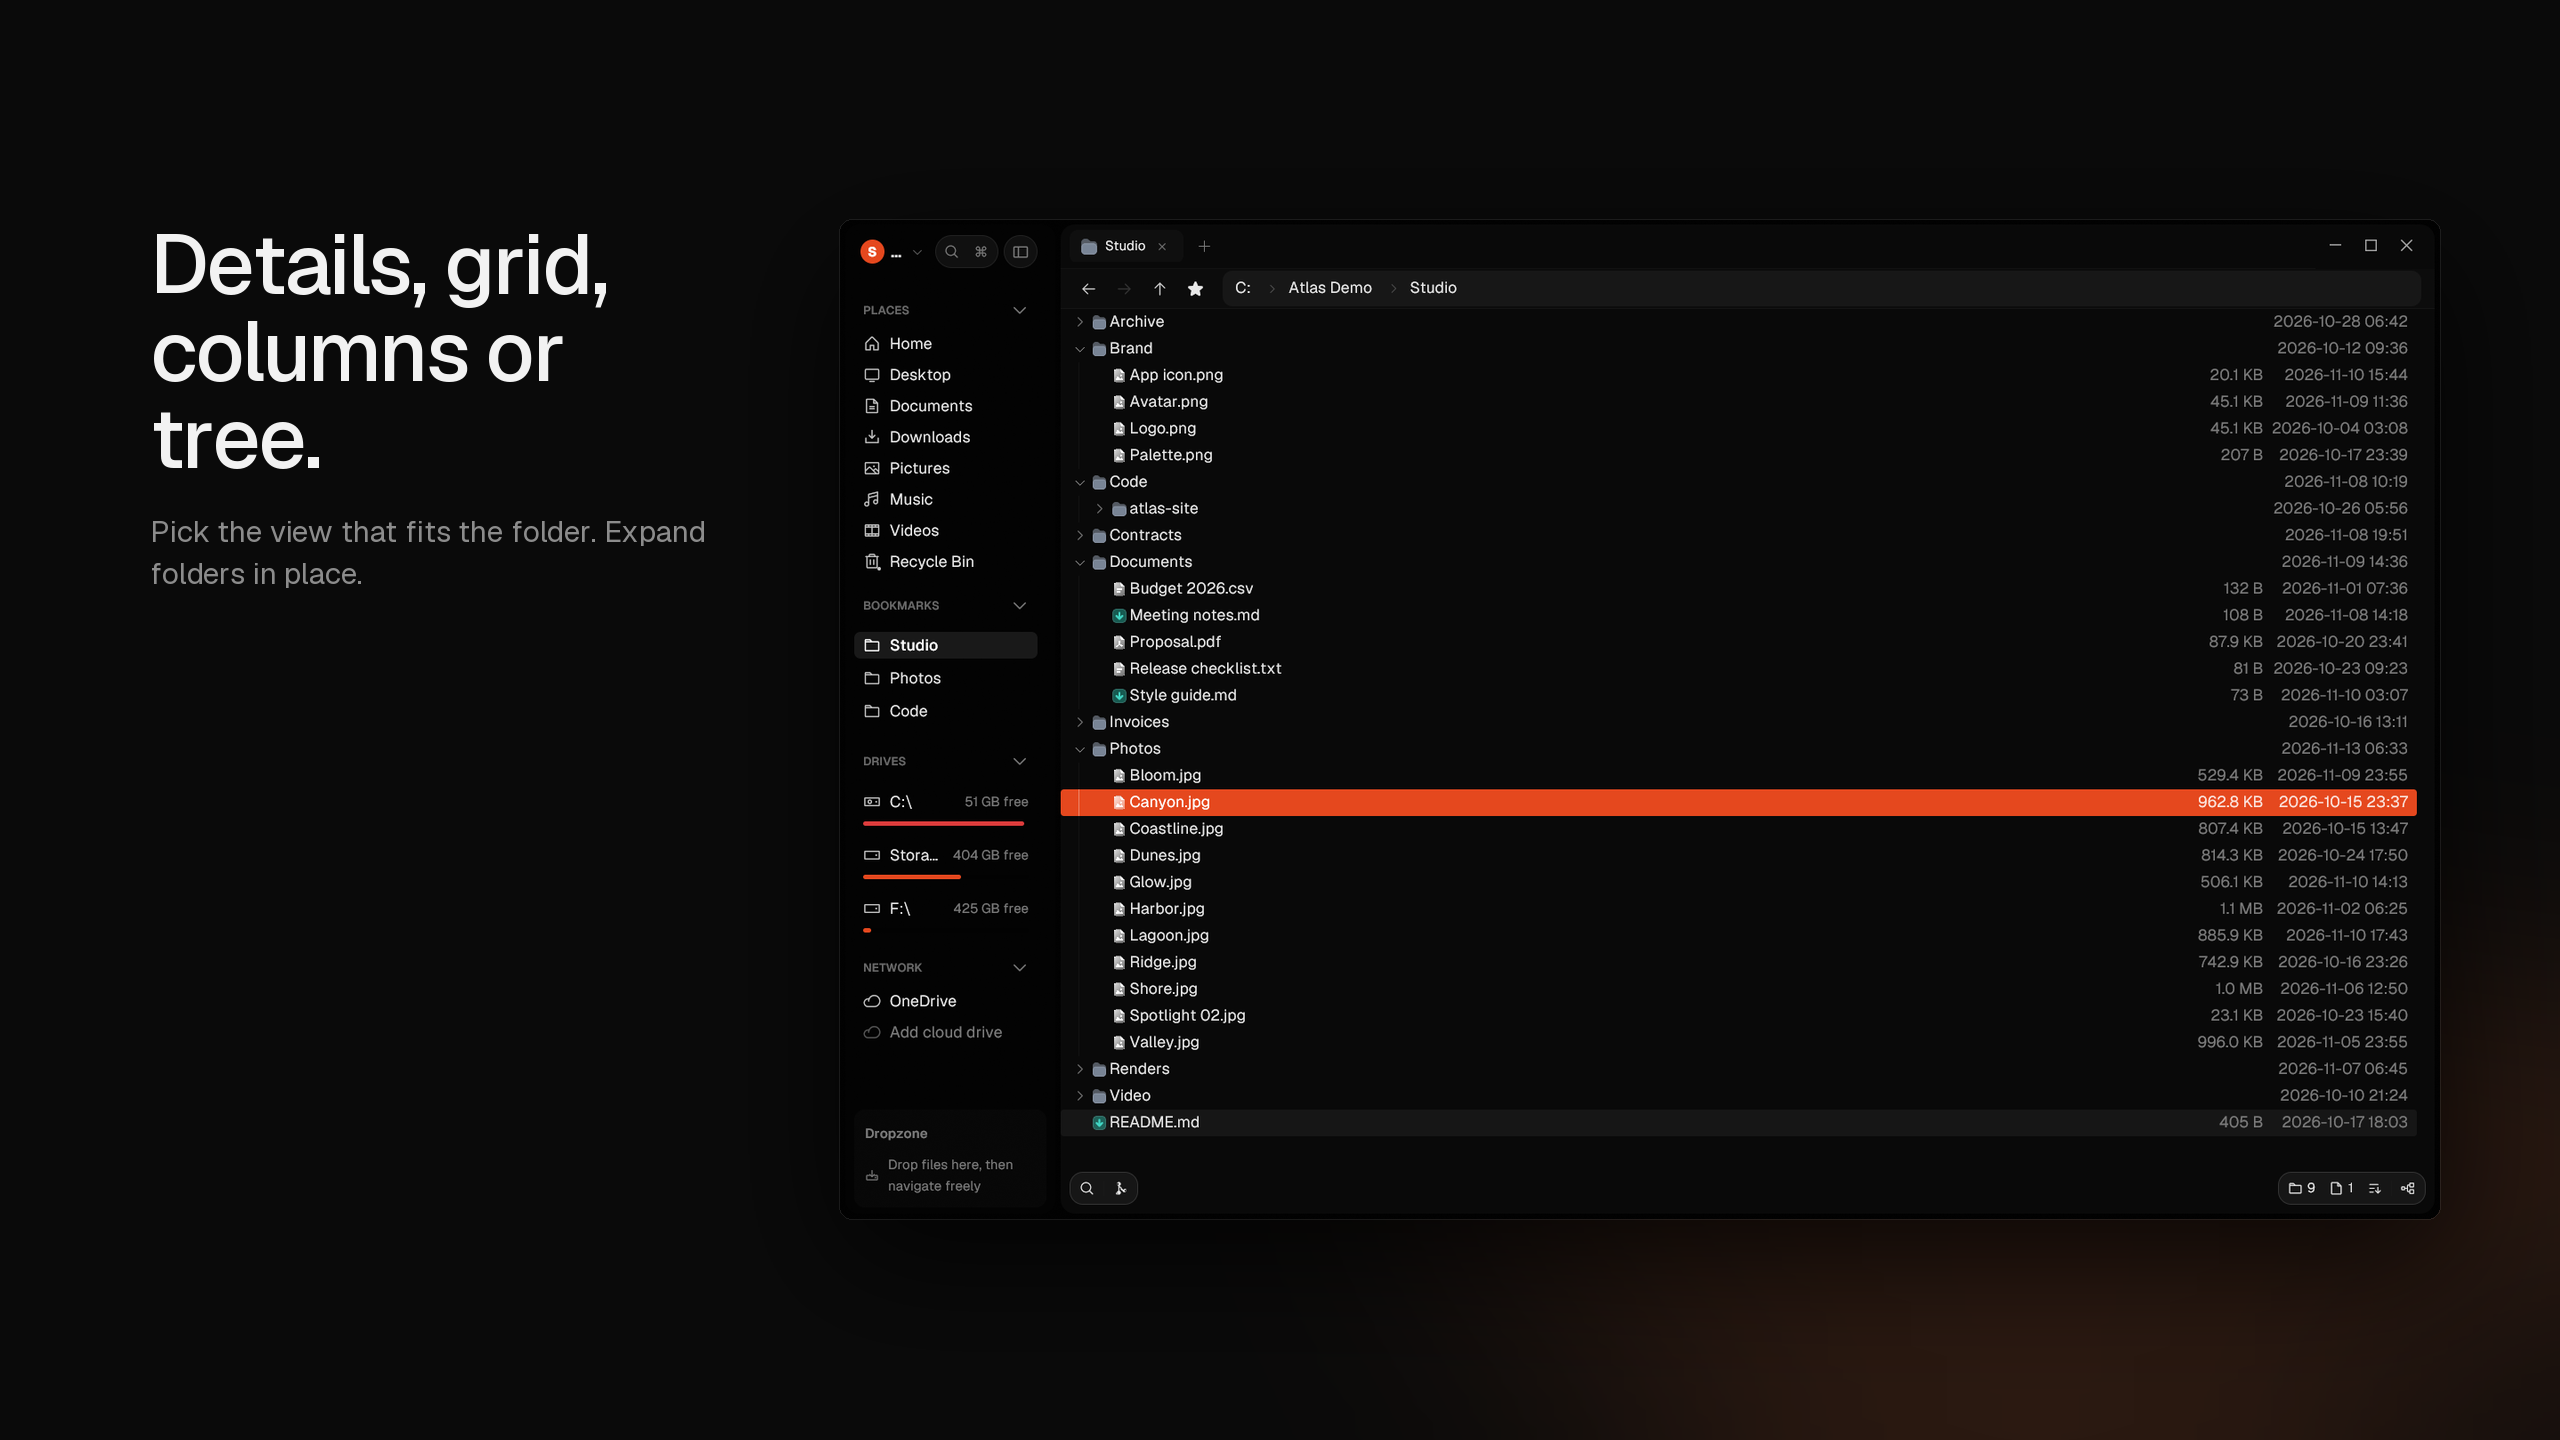 Details, grid,
columns or
tree.
Pick the view that fits the folder. Expand
folders in place.
S ...
PLACES
Home
Desktop
Documents
Downloads
Pictures
Music
Videos
Recycle Bin
BOOKMARKS
Studio
Photos
Code
DRIVES
C:\ 51 GB free
Stora... 404 GB free
F:\ 425 GB free
NETWORK
OneDrive
Add cloud drive
Dropzone
Drop files here, then
navigate freely
Studio
C: Atlas Demo Studio
Archive 2026-10-28 06:42
Brand 2026-10-12 09:36
App icon.png 20.1 KB 2026-11-10 15:44
Avatar.png 45.1 KB 2026-11-09 11:36
Logo.png 45.1 KB 2026-10-04 03:08
Palette.png 207 B 2026-10-17 23:39
Code 2026-11-08 10:19
atlas-site 2026-10-26 05:56
Contracts 2026-11-08 19:51
Documents 2026-11-09 14:36
Budget 2026.csv 132 B 2026-11-01 07:36
Meeting notes.md 108 B 2026-11-08 14:18
Proposal.pdf 87.9 KB 2026-10-20 23:41
Release checklist.txt 81 B 2026-10-23 09:23
Style guide.md 73 B 2026-11-10 03:07
Invoices 2026-10-16 13:11
Photos 2026-11-13 06:33
Bloom.jpg 529.4 KB 2026-11-09 23:55
Canyon.jpg 962.8 KB 2026-10-15 23:37
Coastline.jpg 807.4 KB 2026-10-15 13:47
Dunes.jpg 814.3 KB 2026-10-24 17:50
Glow.jpg 506.1 KB 2026-11-10 14:13
Harbor.jpg 1.1 MB 2026-11-02 06:25
Lagoon.jpg 885.9 KB 2026-11-10 17:43
Ridge.jpg 742.9 KB 2026-10-16 23:26
Shore.jpg 1.0 MB 2026-11-06 12:50
Spotlight 02.jpg 23.1 KB 2026-10-23 15:40
Valley.jpg 996.0 KB 2026-11-05 23:55
Renders 2026-11-07 06:45
Video 2026-10-10 21:24
README.md 405 B 2026-10-17 18:03
9 1